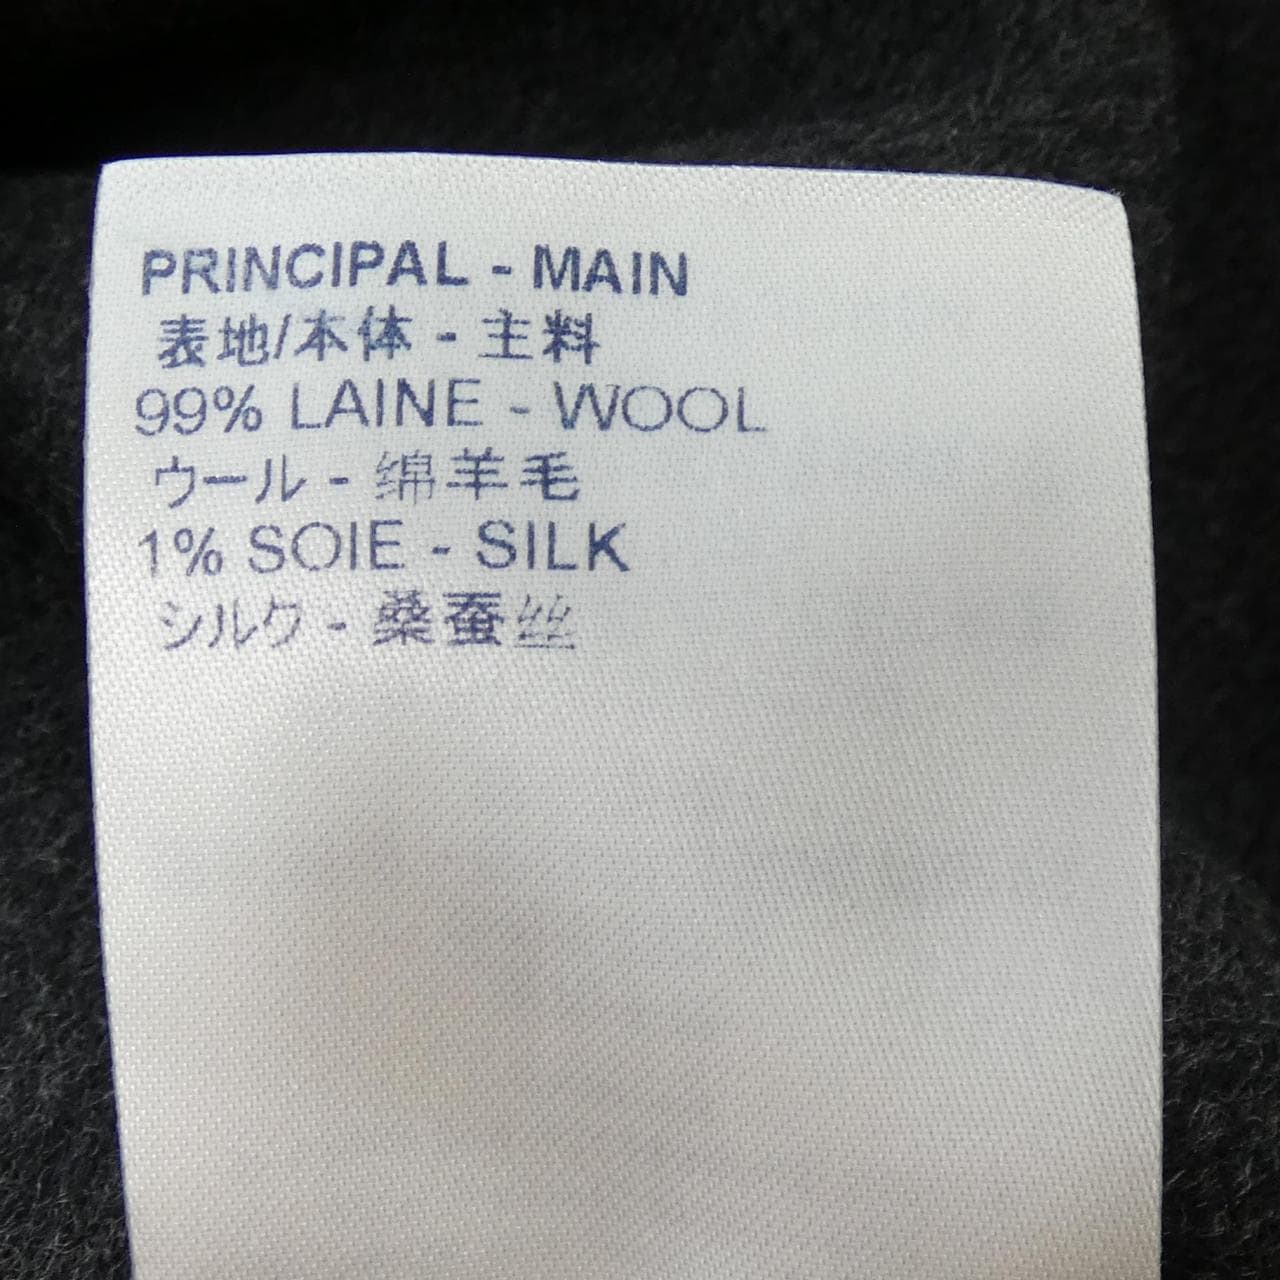 PRINCIPAL - MAIN
表地/本体 - 主料
99% LAINE - WOOL
ウール - 绵羊毛
1% SOIE - SILK
シルク - 桑蚕丝